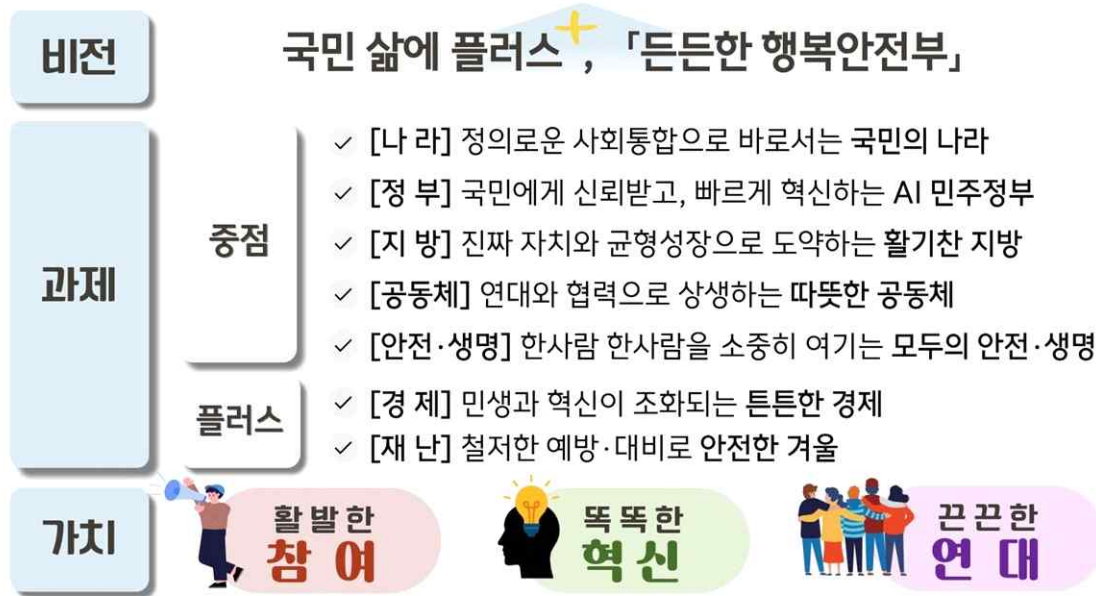 비전
국민 삶에 플러스+, 「든든한 행복안전부」
과제
중점
✓ [나 라] 정의로운 사회통합으로 바로서는 국민의 나라
✓ [정 부] 국민에게 신뢰받고, 빠르게 혁신하는 AI 민주정부
✓ [지 방] 진짜 자치와 균형성장으로 도약하는 활기찬 지방
✓ [공동체] 연대와 협력으로 상생하는 따뜻한 공동체
✓ [안전·생명] 한사람 한사람을 소중히 여기는 모두의 안전·생명
플러스
✓ [경 제] 민생과 혁신이 조화되는 튼튼한 경제
✓ [재 난] 철저한 예방·대비로 안전한 겨울
가치
활발한
참여
똑똑한
혁신
끈끈한
연대